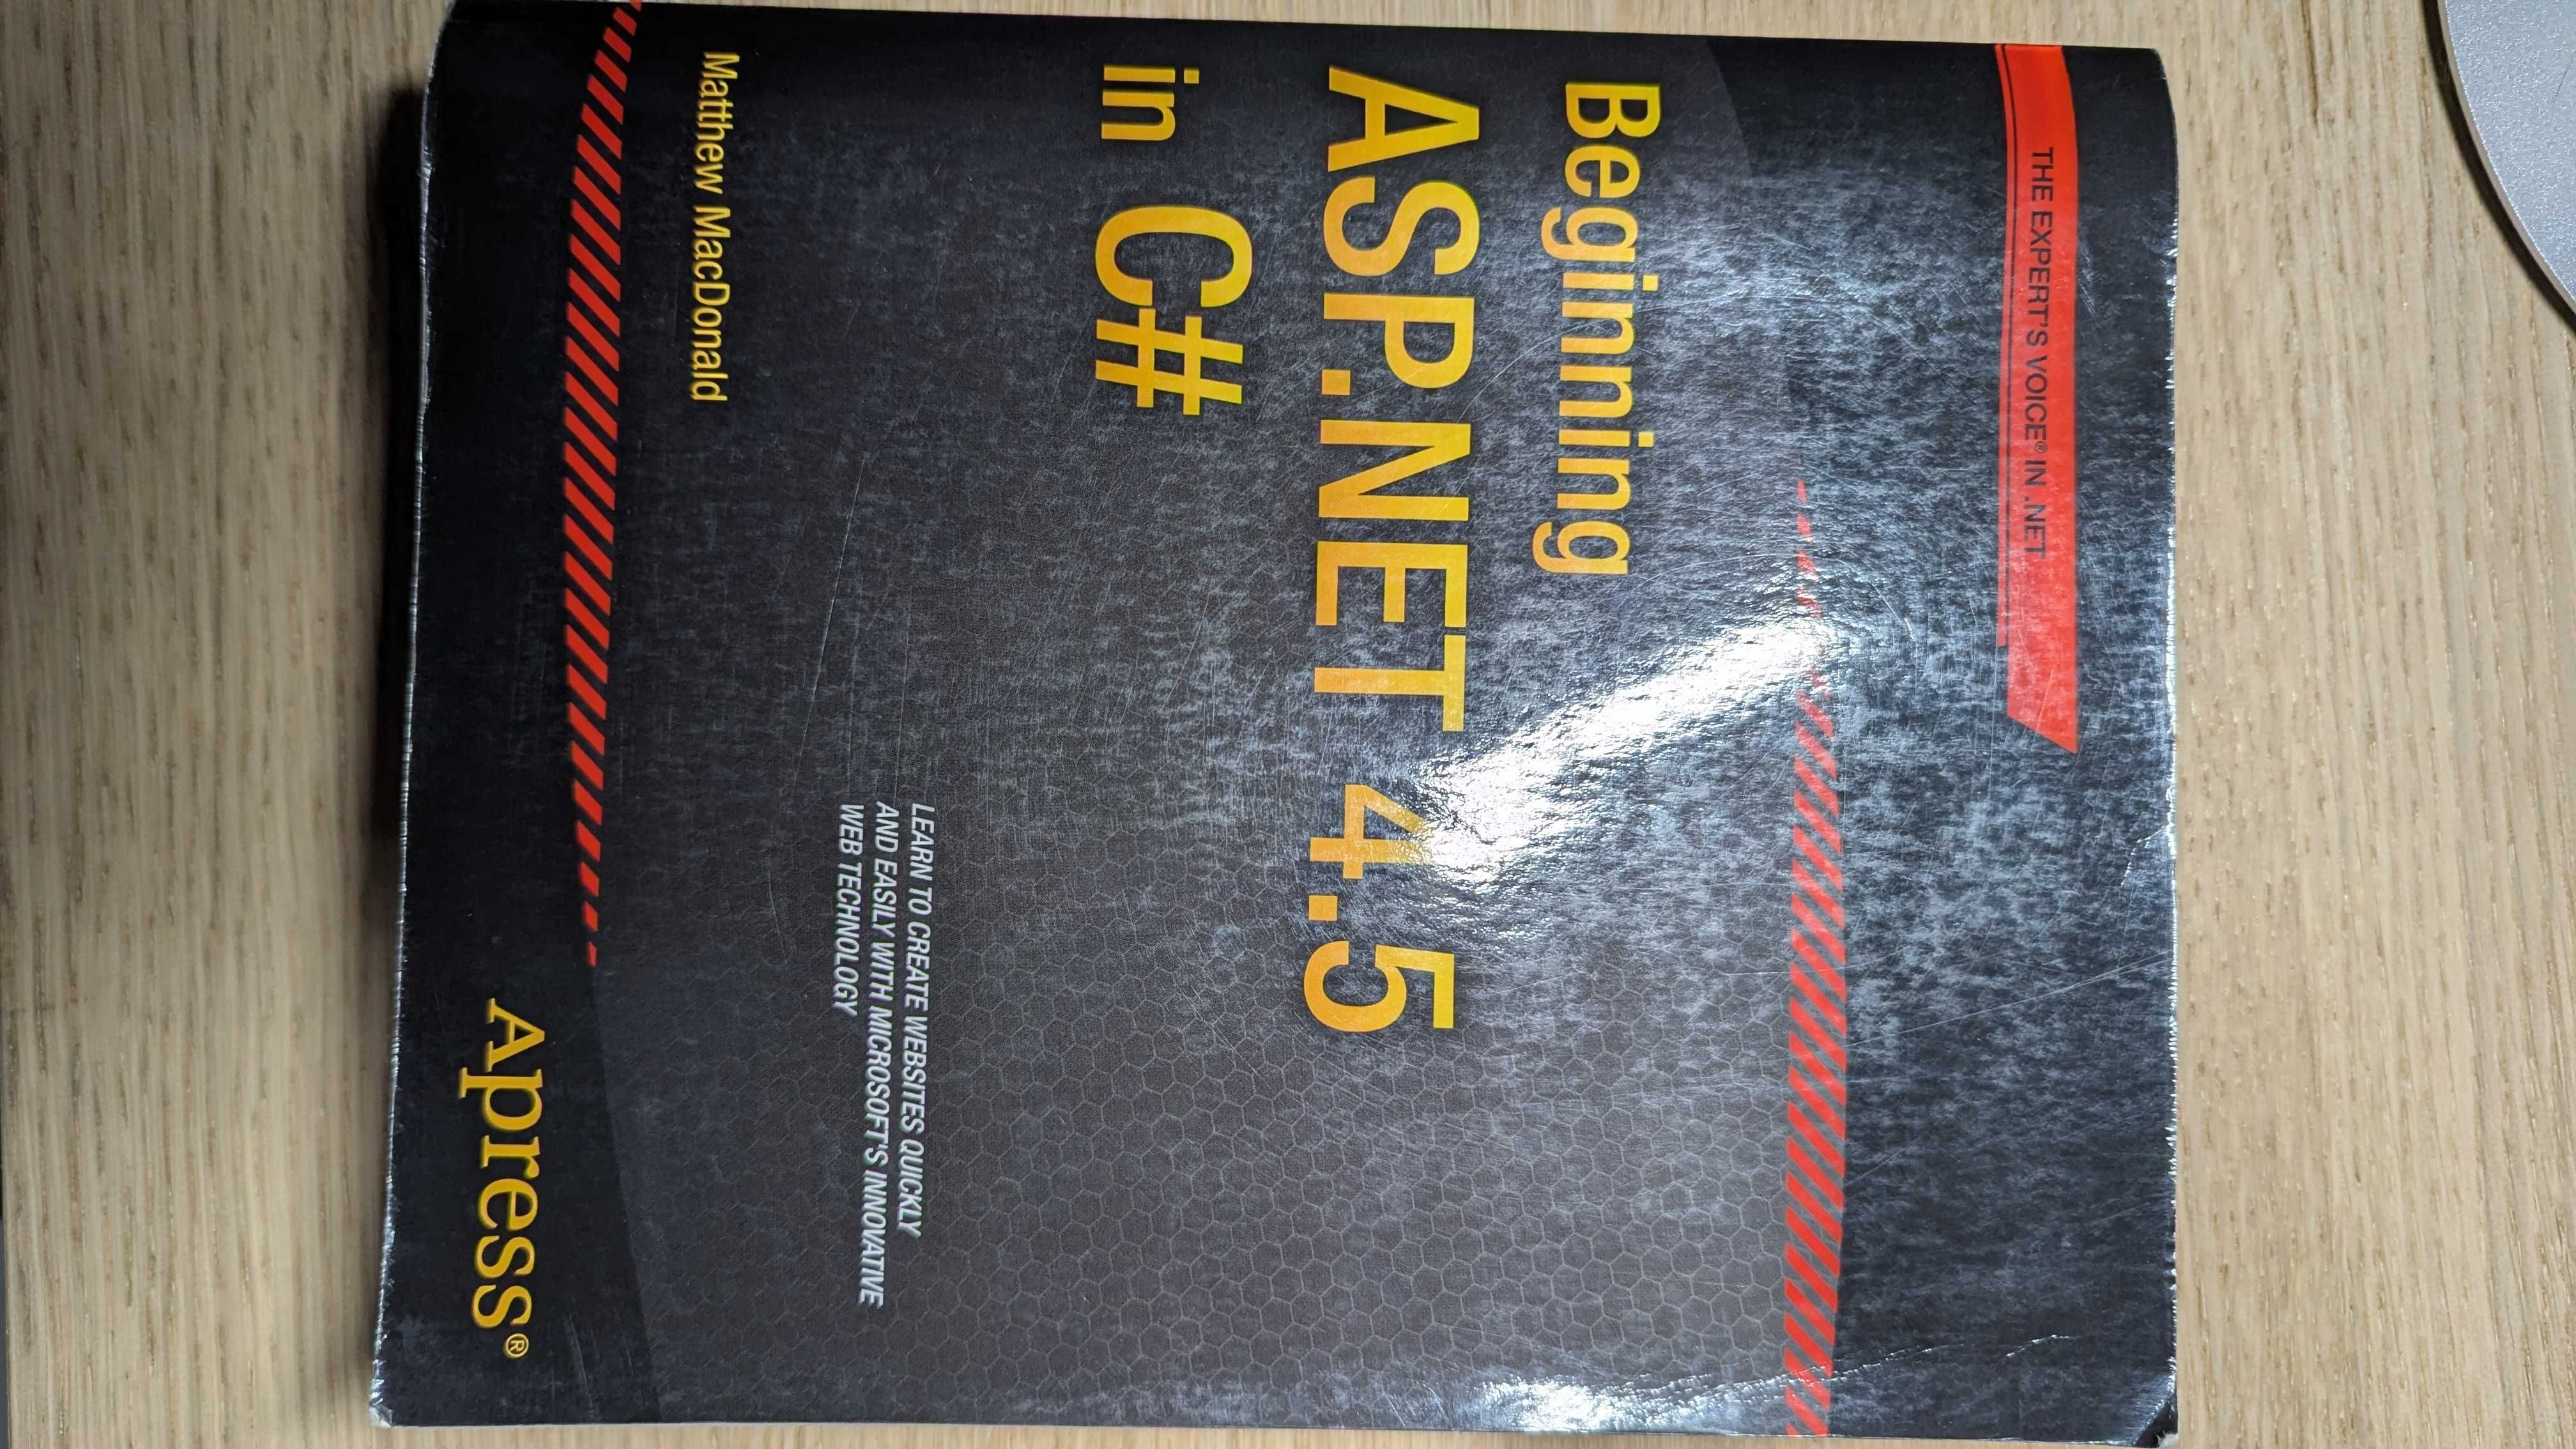 THE EXPERT'S VOICE® IN .NET
Beginning
ASP.NET 4.5
in C#
LEARN TO CREATE WEBSITES QUICKLY
AND EASILY WITH MICROSOFT'S INNOVATIVE
WEB TECHNOLOGY
Matthew MacDonald
Apress®